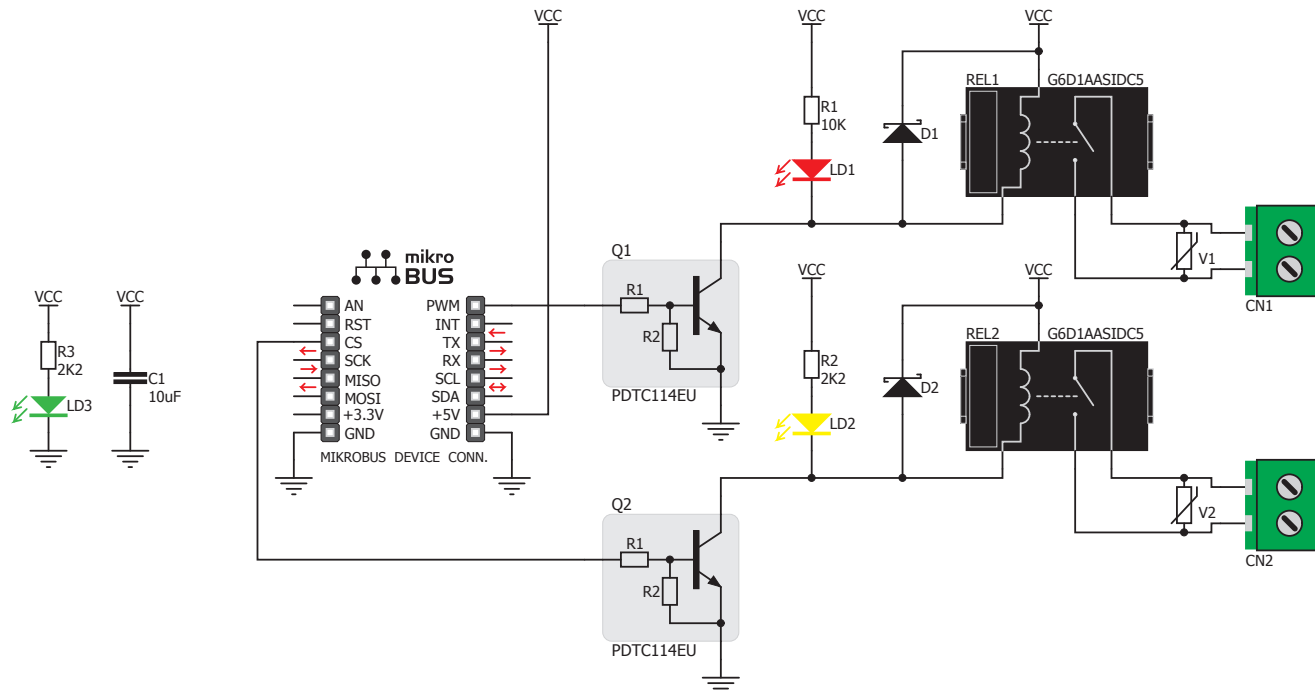 VCC
VCC
VCC
VCC
VCC
R3
2K2
LD3
C1
10uF
mikro
BUS
AN
RST
CS
SCK
MISO
MOSI
+3.3V
GND
PWM
INT
TX
RX
SCL
SDA
+5V
GND
MIKROBUS DEVICE CONN.
Q1
R1
R2
PDTC114EU
R1
10K
LD1
D1
REL1
G6D1AASIDC5
V1
CN1
Q2
R1
R2
PDTC114EU
VCC
R2
2K2
LD2
D2
VCC
REL2
G6D1AASIDC5
V2
CN2